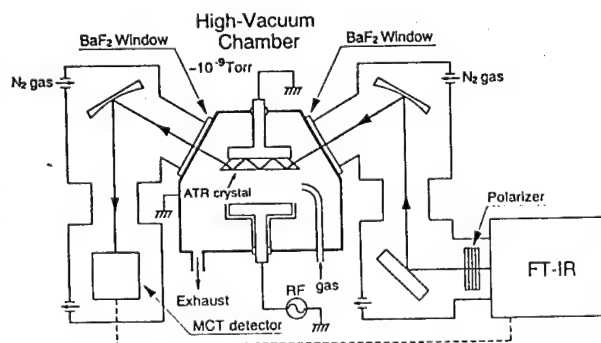 High-Vacuum
Chamber
BaF2 Window
BaF2 Window
~10-9Torr
N2 gas
N2 gas
ATR crystal
Polarizer
FT-IR
gas
RF
Exhaust
MCT detector